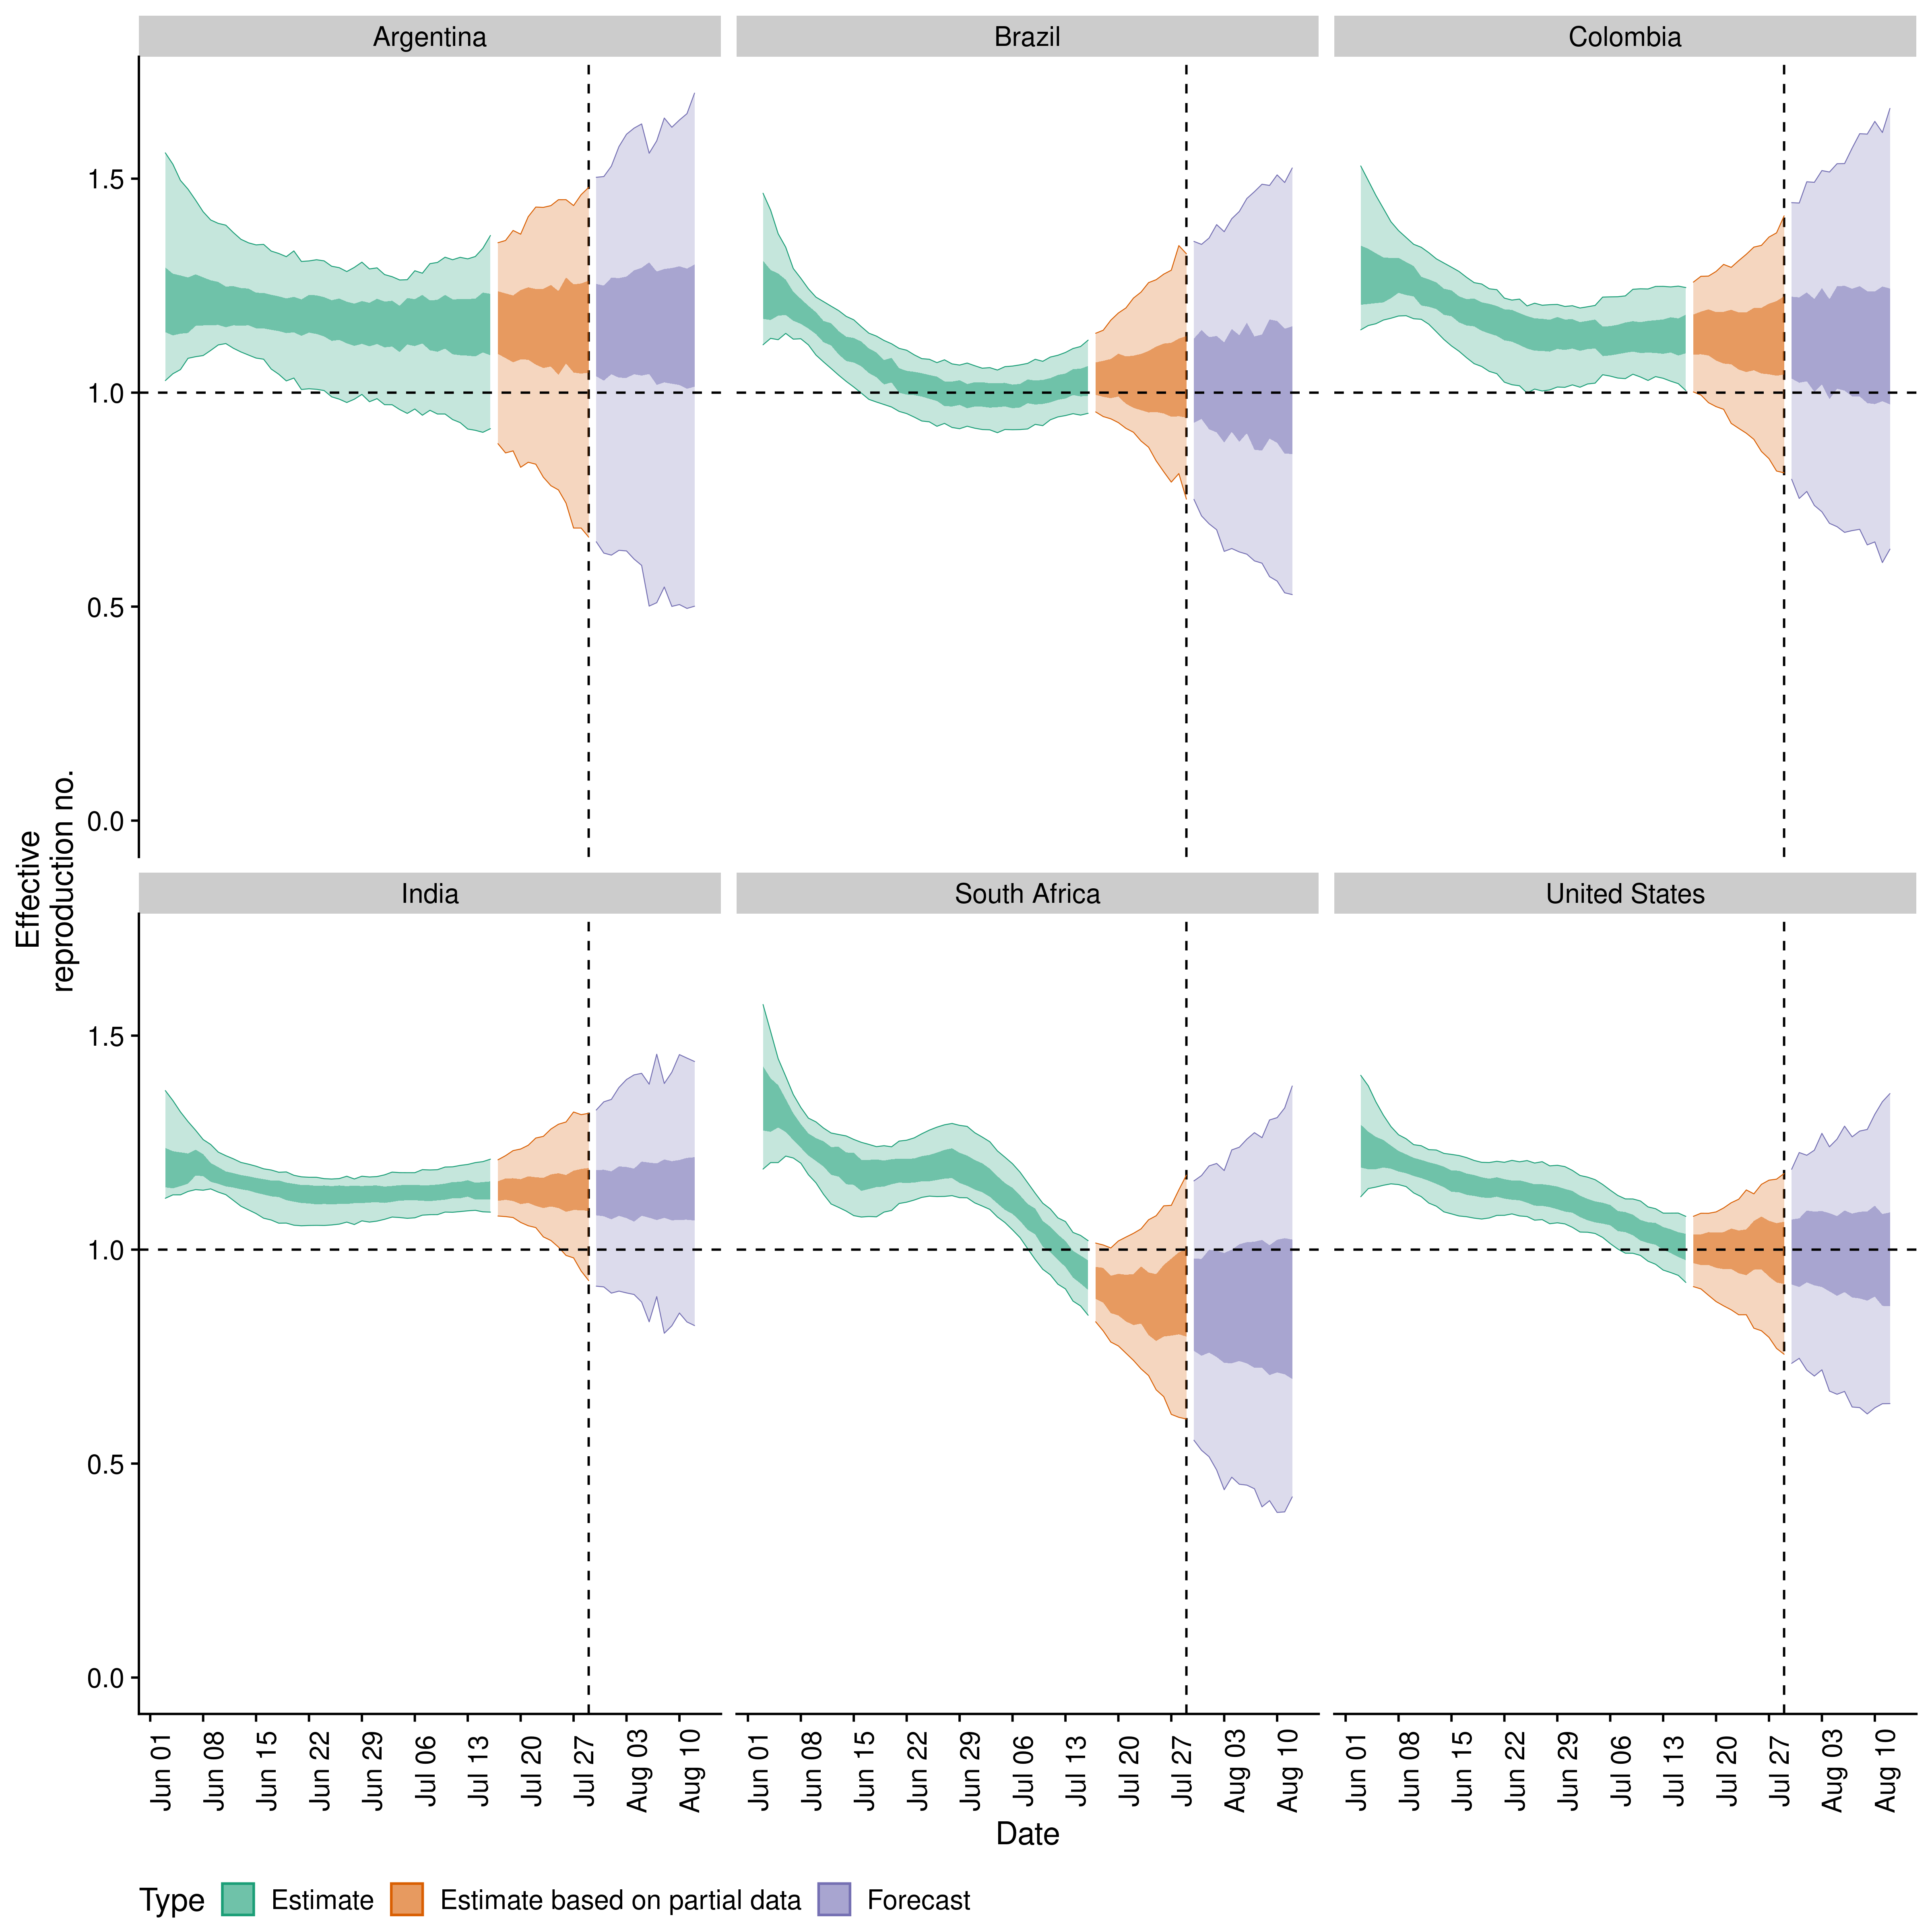 Argentina
Brazil
Colombia
1.5
1.0
0.5
0.0
Effective
reproduction no.
India
South Africa
United States
1.5
1.0
0.5
0.0
Jun 01
Jun 08
Jun 15
Jun 22
Jun 29
Jul 06
Jul 13
Jul 20
Jul 27
Aug 03
Aug 10
Jun 01
Jun 08
Jun 15
Jun 22
Jun 29
Jul 06
Jul 13
Jul 20
Jul 27
Aug 03
Aug 10
Jun 01
Jun 08
Jun 15
Jun 22
Jun 29
Jul 06
Jul 13
Jul 20
Jul 27
Aug 03
Aug 10
Date
Type
Estimate
Estimate based on partial data
Forecast